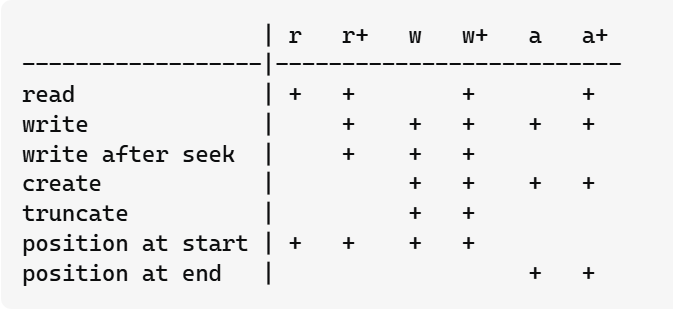 | r   r+   w   w+   a   a+
------------------|--------------------------
read              | +   +        +        +
write             |     +    +   +    +   +
write after seek  |     +    +   +
create            |          +   +    +   +
truncate          |          +   +
position at start | +   +    +   +
position at end   |                   +   +